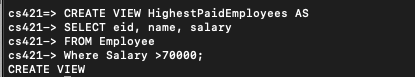 cs421=> CREATE VIEW HighestPaidEmployees AS
cs421-> SELECT eid, name, salary
cs421-> FROM Employee
cs421-> Where Salary >70000;
CREATE VIEW